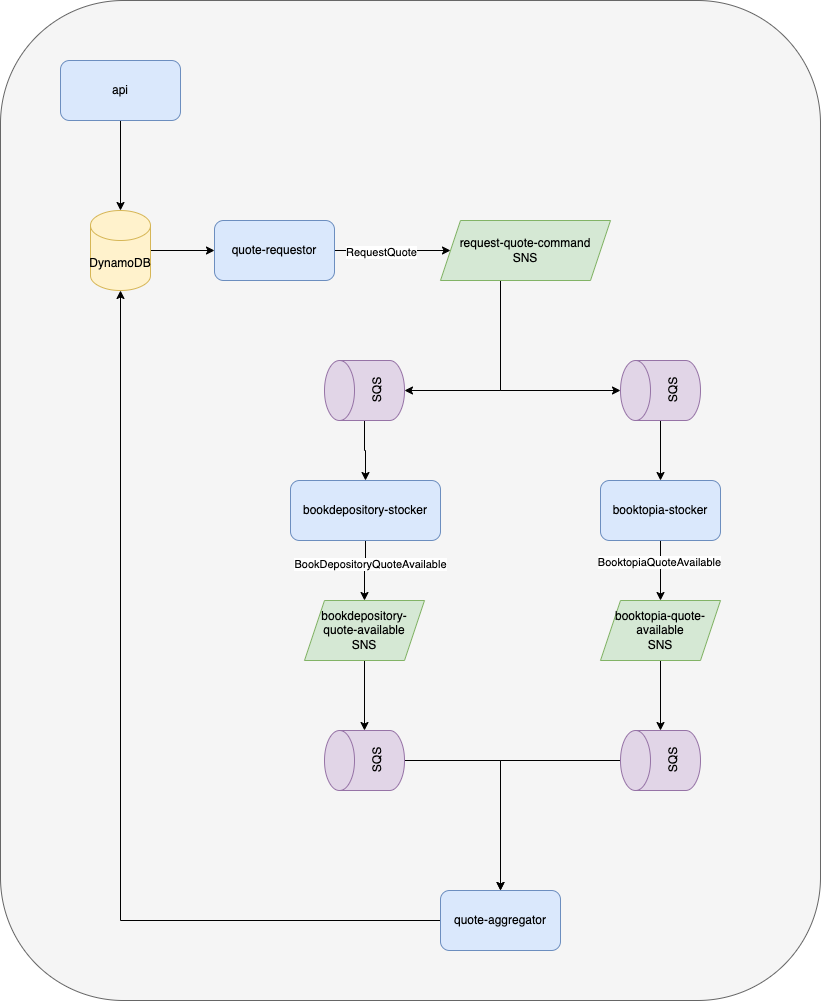 api
DynamoDB
quote-requestor
RequestQuote
request-quote-command
SNS
SQS
SQS
bookdepository-stocker
booktopia-stocker
BookDepositoryQuoteAvailable
BooktopiaQuoteAvailable
bookdepository-
quote-available
SNS
booktopia-quote-
available
SNS
SQS
SQS
quote-aggregator